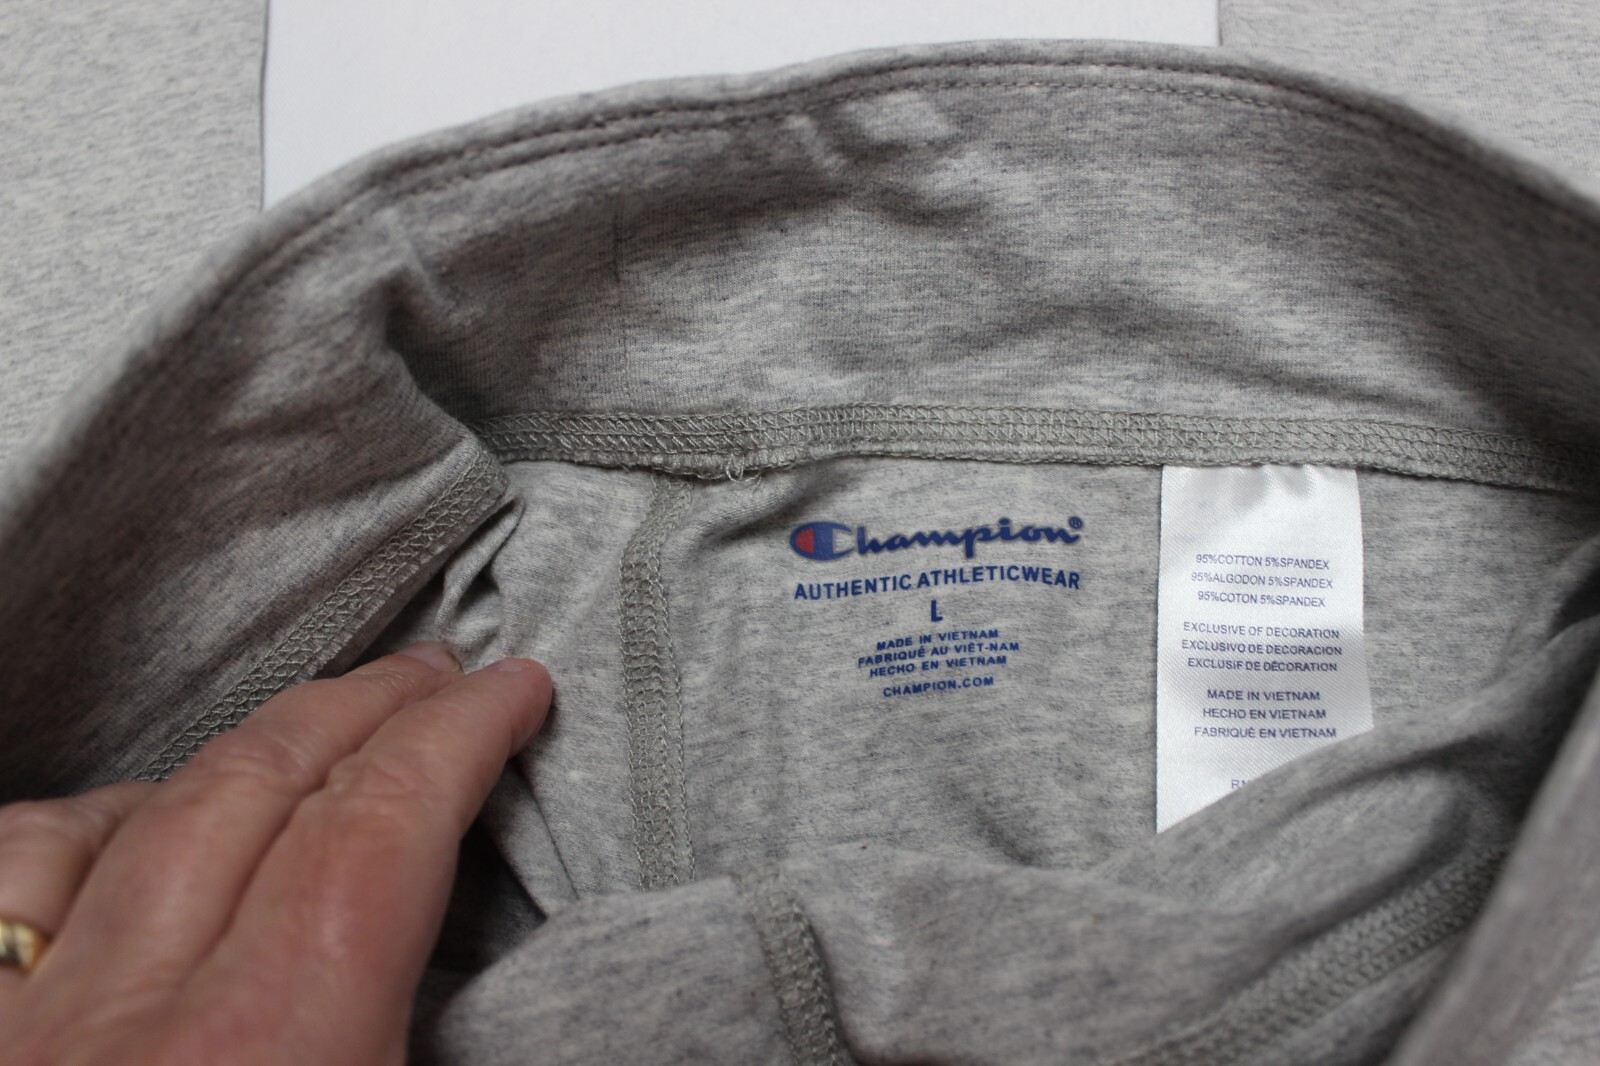 Champion®
AUTHENTIC ATHLETICWEAR
L
MADE IN VIETNAM
FABRIQUÉ AU VIÊT-NAM
HECHO EN VIETNAM
CHAMPION.COM
95%COTTON 5%SPANDEX
95%ALGODON 5%SPANDEX
95%COTON 5%SPANDEX
EXCLUSIVE OF DECORATION
EXCLUSIVO DE DECORACION
EXCLUSIF DE DÉCORATION
MADE IN VIETNAM
HECHO EN VIETNAM
FABRIQUÉ EN VIETNAM